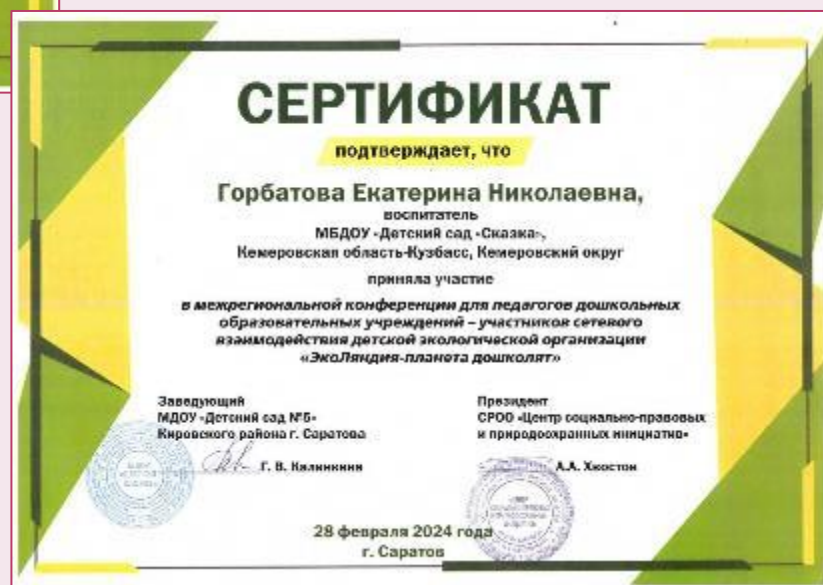 СЕРТИФИКАТ
подтверждает, что
Горбатова Екатерина Николаевна,
воспитатель
МБДОУ «Детский сад «Сказка»,
Кемеровская область-Кузбасс, Кемеровский округ
приняла участие
в межрегиональной конференции для педагогов дошкольных
образовательных учреждений – участников сетевого
взаимодействия детской экологической организации
«ЭкоЛяндия-планета дошколят»
Заведующий
МДОУ «Детский сад №5»
Кировского района г. Саратова
Г. В. Калинкина
Президент
СРОО «Центр социально-правовых
и природоохранных инициатив»
А.А. Хмостон
28 февраля 2024 года
г. Саратов